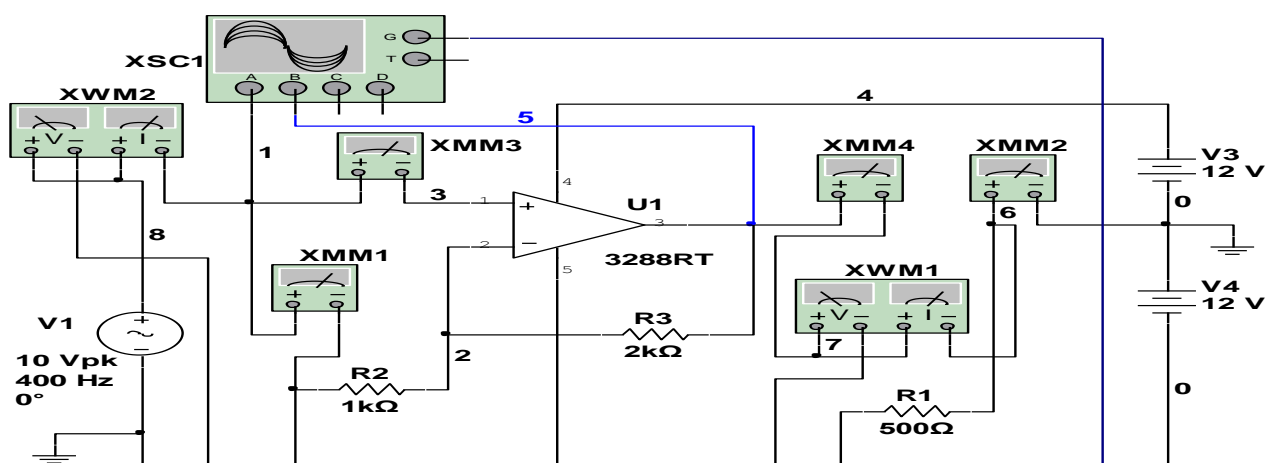 XSC1
G
T
A B C D
XWM2
+ V − + I −
1
5
4
XMM3
+ −
3
XMM4
+ −
XMM2
+ −
V3
12 V
0
8
1
+
2
−
4
5
3
U1
3288RT
6
XMM1
+ −
XWM1
+ V − + I −
7
V4
12 V
0
V1
+
~
−
10 Vpk
400 Hz
0°
R3
2kΩ
2
R2
1kΩ
R1
500Ω